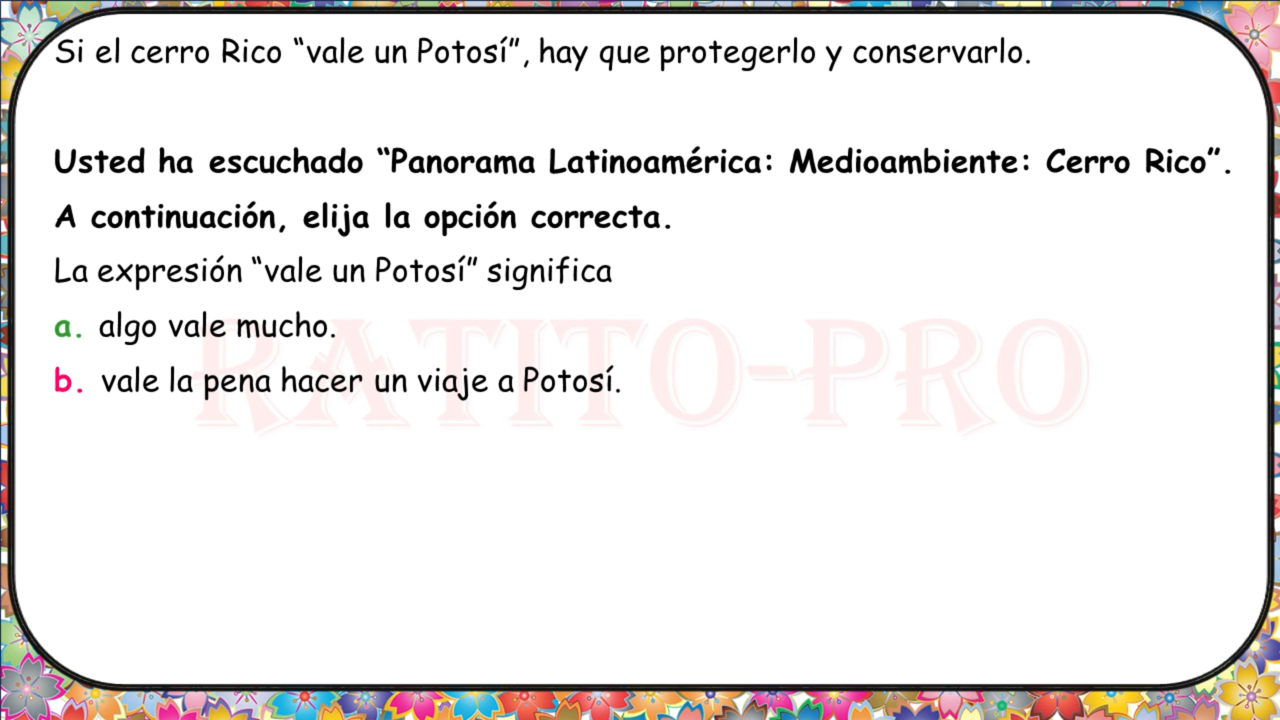 Si el cerro Rico “vale un Potosí”, hay que protegerlo y conservarlo.
Usted ha escuchado “Panorama Latinoamérica: Medioambiente: Cerro Rico”.
A continuación, elija la opción correcta.
La expresión “vale un Potosí” significa
a. algo vale mucho.
b. vale la pena hacer un viaje a Potosí.
RATITO-PRO